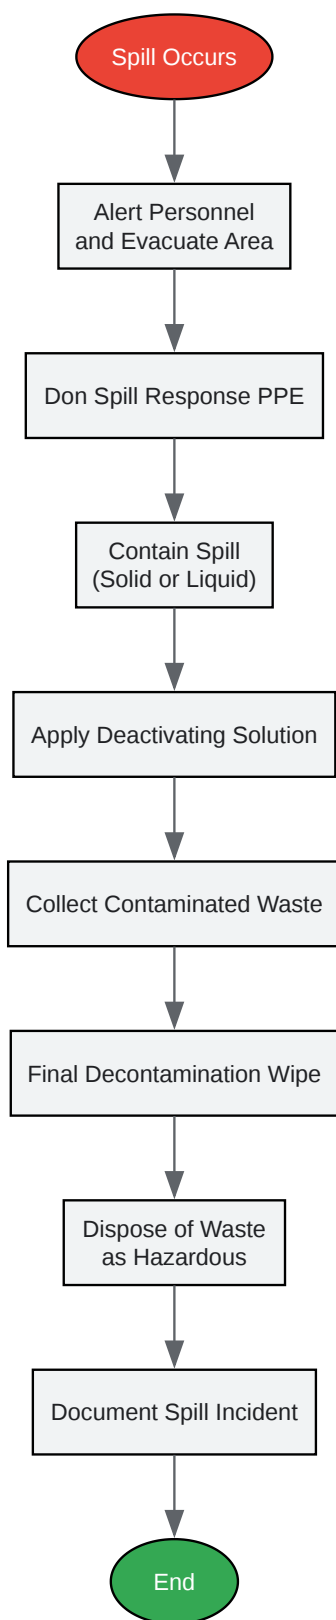 Spill Occurs
Alert Personnel
and Evacuate Area
Don Spill Response PPE
Contain Spill
(Solid or Liquid)
Apply Deactivating Solution
Collect Contaminated Waste
Final Decontamination Wipe
Dispose of Waste
as Hazardous
Document Spill Incident
End